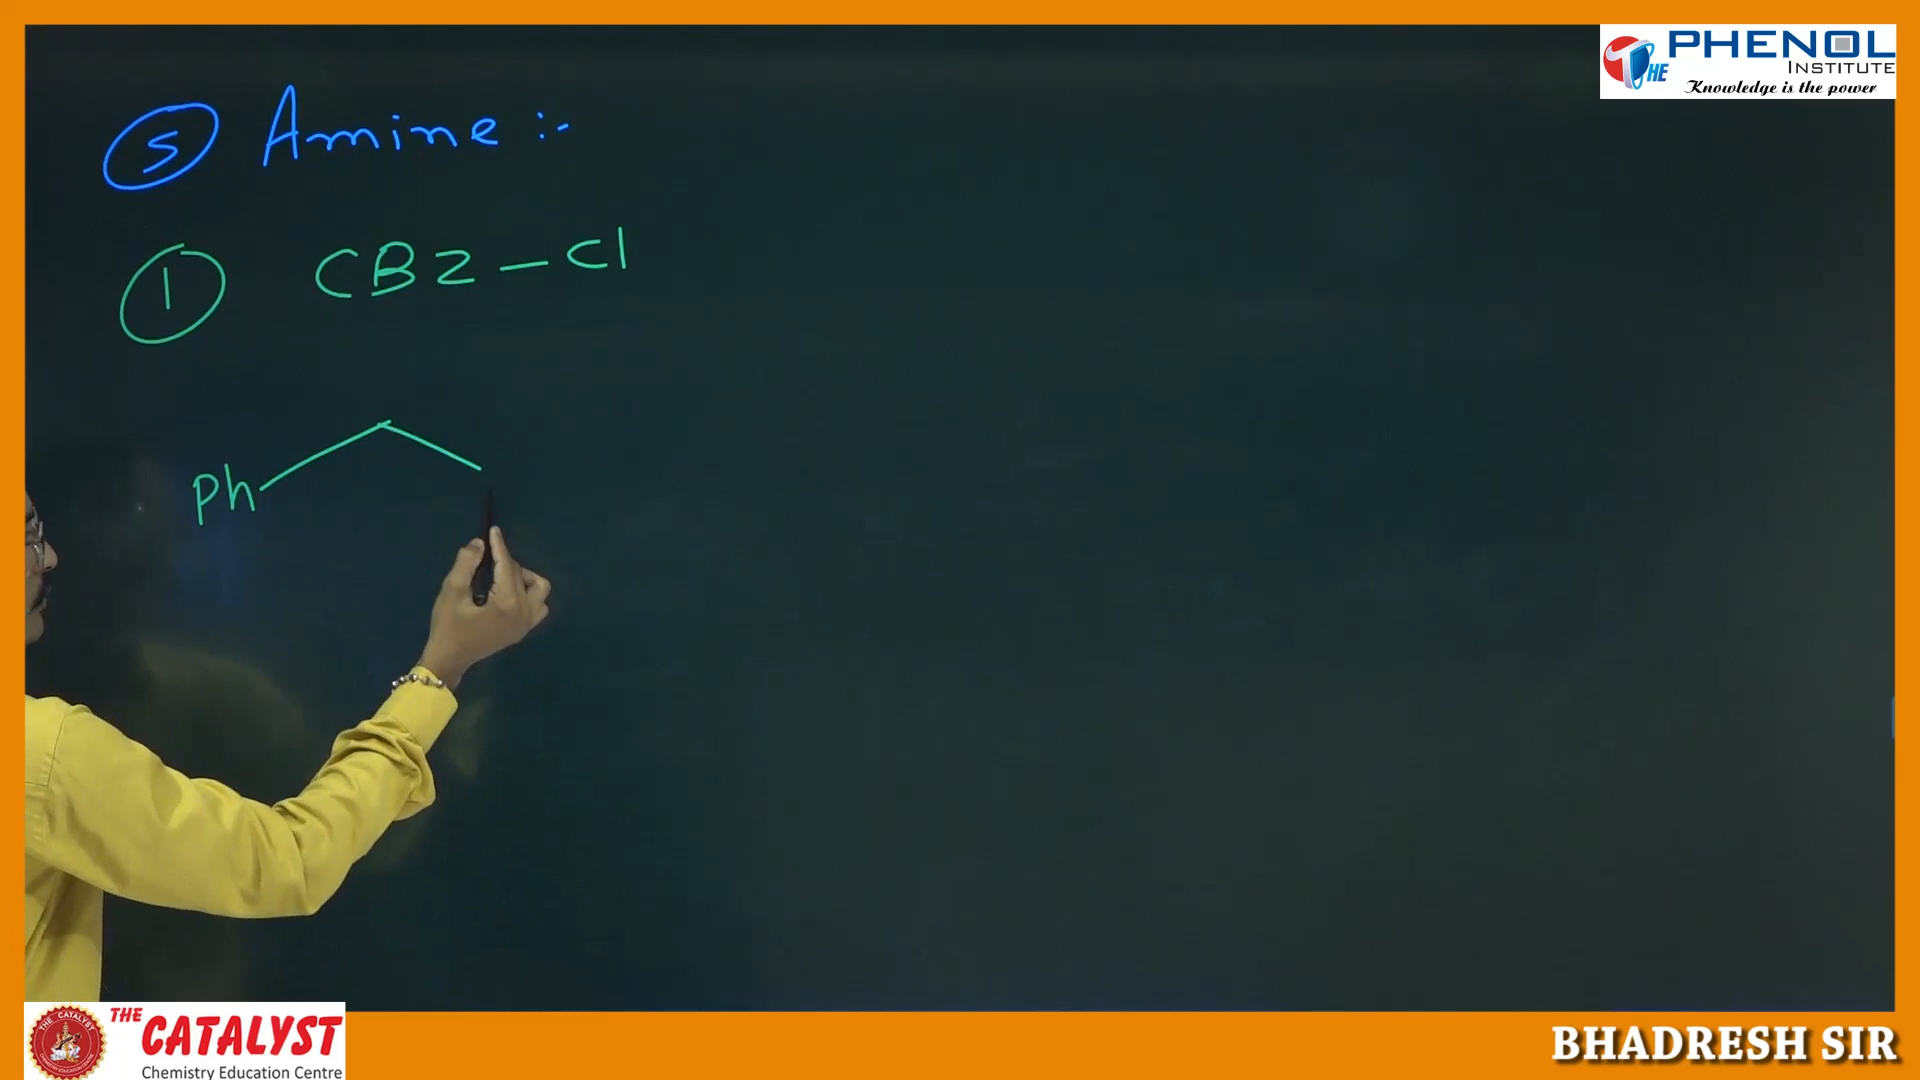 THE PHENOL
INSTITUTE
Knowledge is the power
5 Amine :-
1 CBZ - Cl
Ph
THE CATALYST
Chemistry Education Centre
BHADRESH SIR